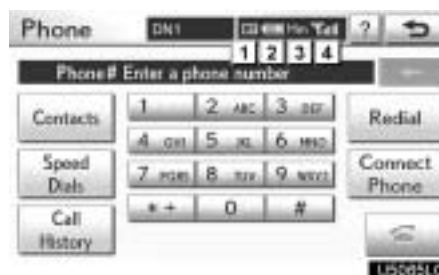 Phone DN1 Hm ?
1 2 3 4
Phone# Enter a phone number
Contacts 1 2 ABC 3 DEF Redial
4 GHI 5 JKL 6 MNO
Speed Dials 7 PQRS 8 TUV 9 WXYZ Connect Phone
* + 0 #
Call History